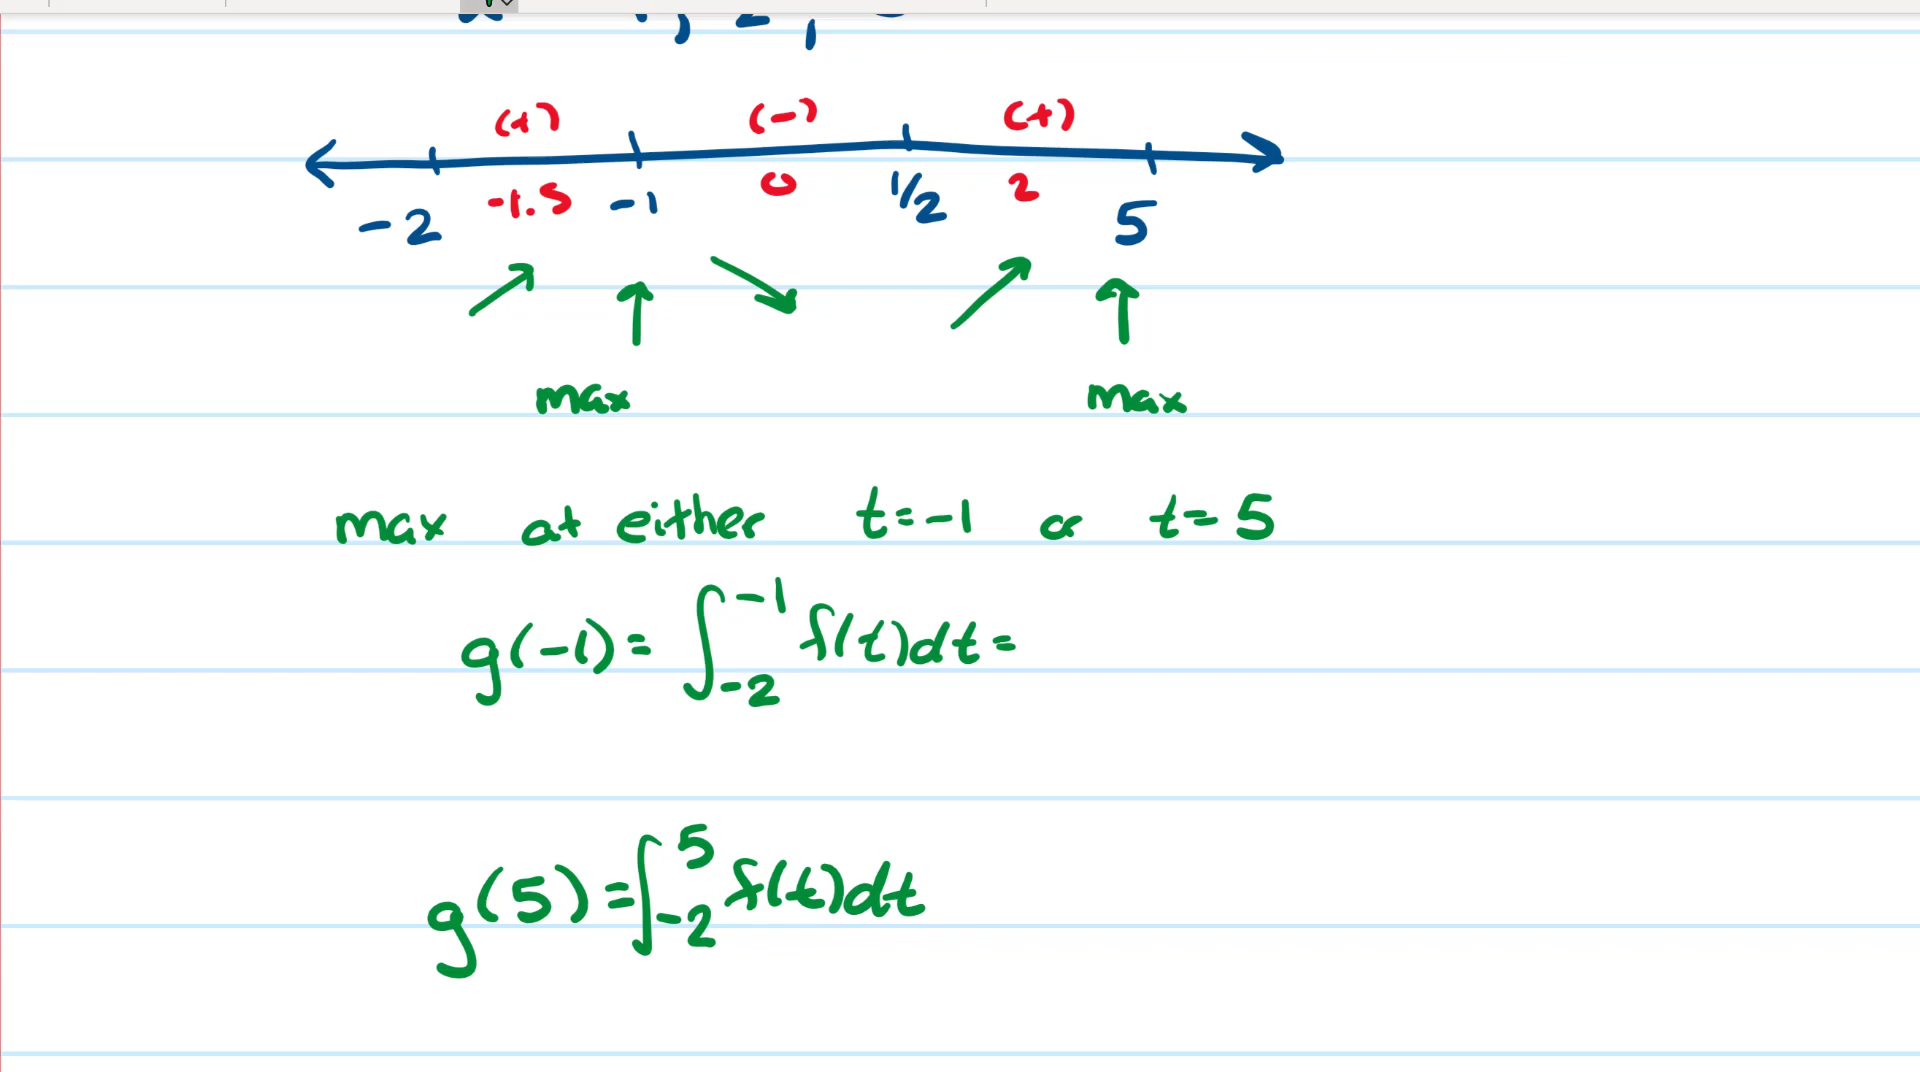 (+) (-) (+)
-2 -1.5 -1 0 1/2 2 5
max max
max at either t=-1 or t=5
g(-1)= ∫_{-2}^{-1} f(t)dt=
g(5)=∫_{-2}^{5} f(t)dt